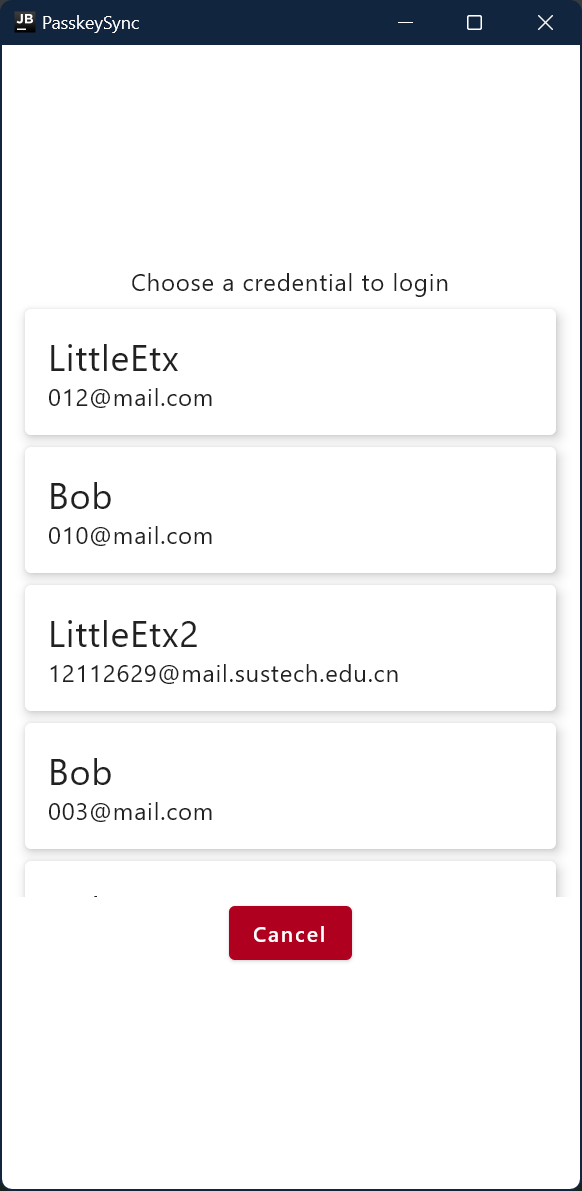 JB PasskeySync
Choose a credential to login
LittleEtx
012@mail.com
Bob
010@mail.com
LittleEtx2
12112629@mail.sustech.edu.cn
Bob
003@mail.com
Cancel